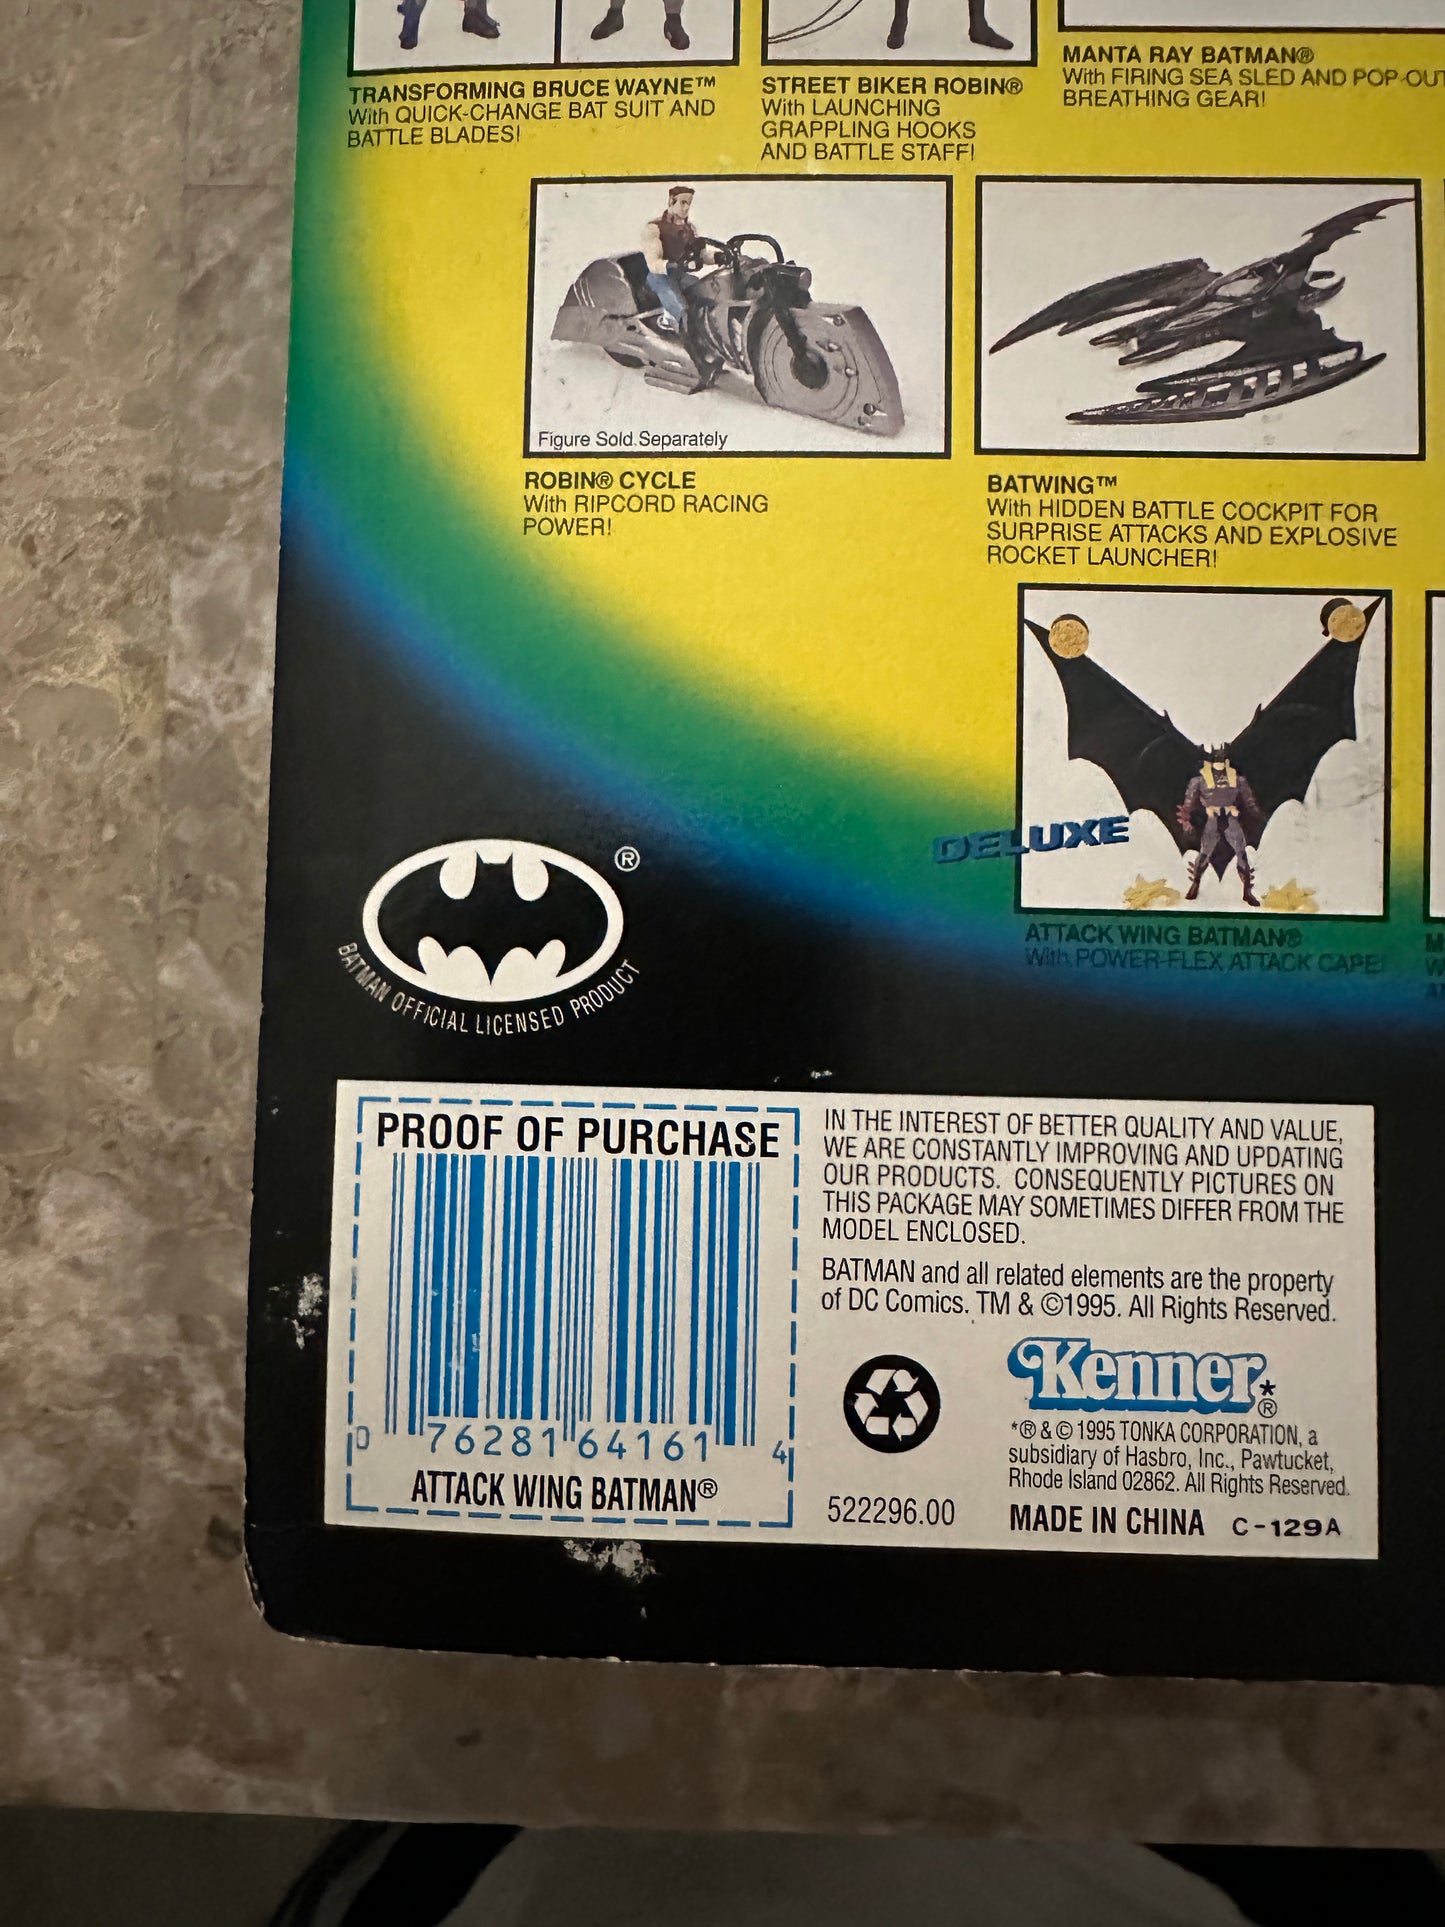 TRANSFORMING BRUCE WAYNE™
With QUICK-CHANGE BAT SUIT AND
BATTLE BLADES!
STREET BIKER ROBIN®
With LAUNCHING
GRAPPLING HOOKS
AND BATTLE STAFF!
MANTA RAY BATMAN®
With FIRING SEA SLED AND POP-OUT
BREATHING GEAR!
Figure Sold Separately
ROBIN® CYCLE
With RIPCORD RACING
POWER!
BATWING™
With HIDDEN BATTLE COCKPIT FOR
SURPRISE ATTACKS AND EXPLOSIVE
ROCKET LAUNCHER!
DELUXE
ATTACK WING BATMAN®
With POWER-FLEX ATTACK CAPE!
®
BATMAN OFFICIAL LICENSED PRODUCT
PROOF OF PURCHASE
0 76281 64161 4
ATTACK WING BATMAN®
IN THE INTEREST OF BETTER QUALITY AND VALUE,
WE ARE CONSTANTLY IMPROVING AND UPDATING
OUR PRODUCTS. CONSEQUENTLY PICTURES ON
THIS PACKAGE MAY SOMETIMES DIFFER FROM THE
MODEL ENCLOSED.
BATMAN and all related elements are the property
of DC Comics. TM & ©1995. All Rights Reserved.
Kenner*®
*® & © 1995 TONKA CORPORATION, a
subsidiary of Hasbro, Inc., Pawtucket,
Rhode Island 02862. All Rights Reserved.
522296.00
MADE IN CHINA C-129A